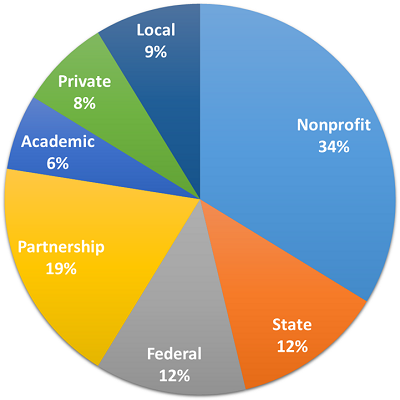 Local
9%
Private
8%
Nonprofit
34%
Academic
6%
Partnership
19%
State
12%
Federal
12%